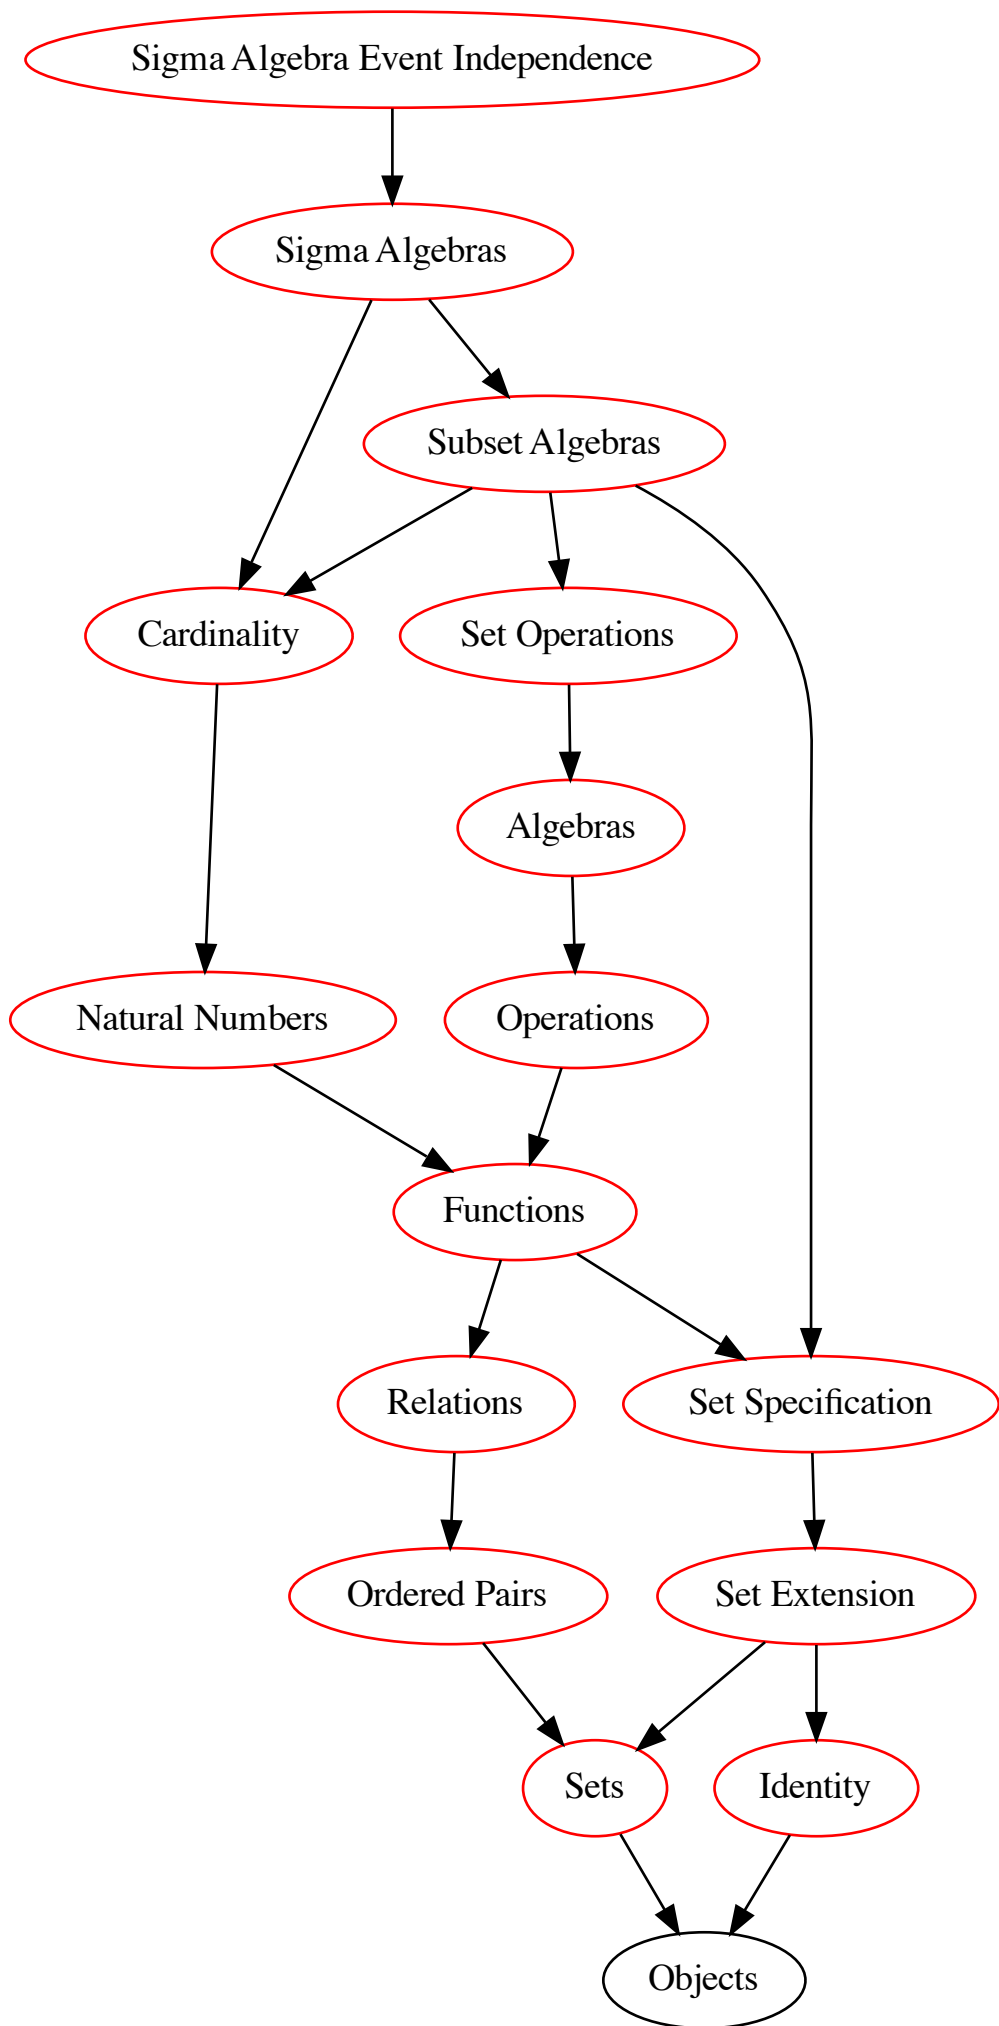 Sigma Algebra Event Independence
Sigma Algebras
Subset Algebras
Cardinality
Set Operations
Algebras
Natural Numbers
Operations
Functions
Relations
Set Specification
Ordered Pairs
Set Extension
Sets
Identity
Objects